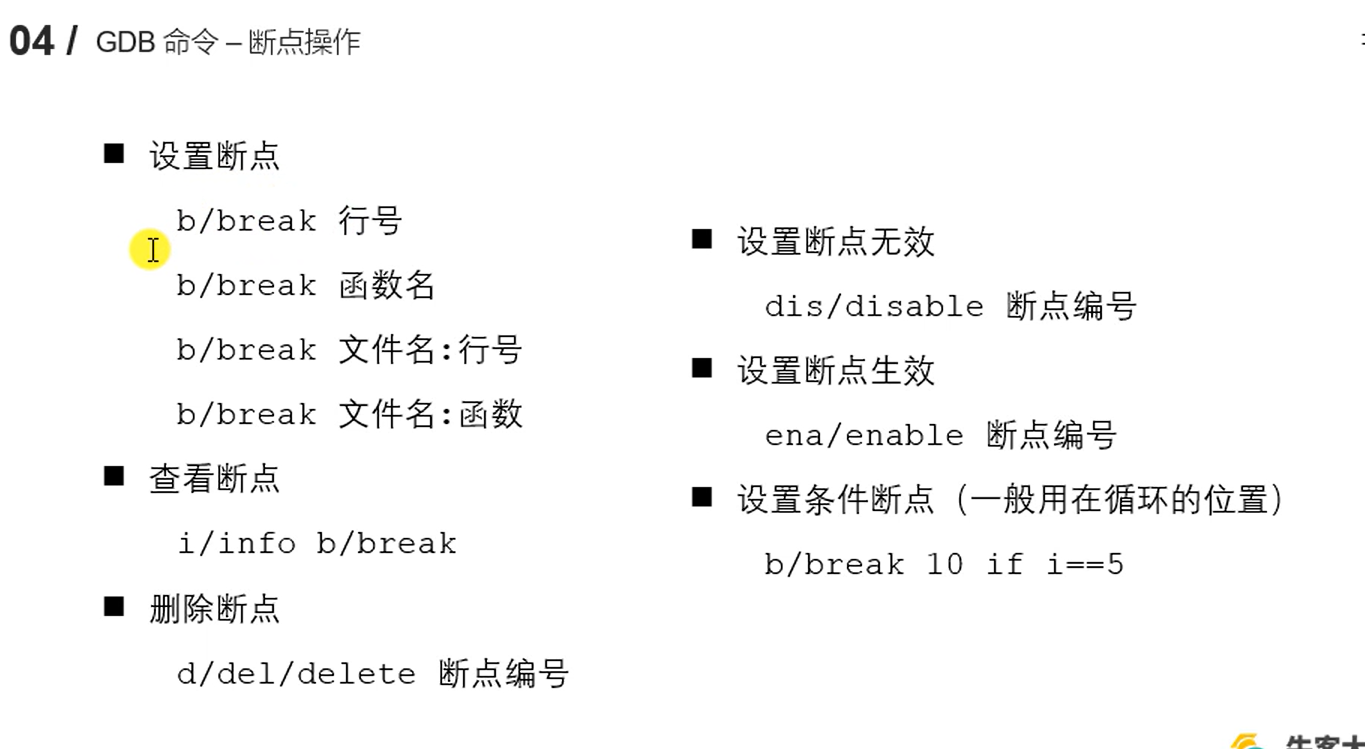 04 / GDB 命令 – 断点操作
■ 设置断点
b/break 行号
b/break 函数名
b/break 文件名:行号
b/break 文件名:函数
■ 查看断点
i/info b/break
■ 删除断点
d/del/delete 断点编号
■ 设置断点无效
dis/disable 断点编号
■ 设置断点生效
ena/enable 断点编号
■ 设置条件断点（一般用在循环的位置）
b/break 10 if i==5